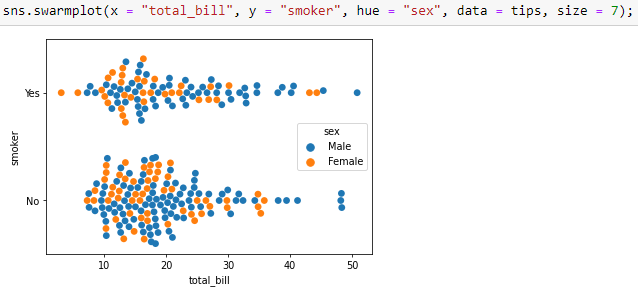 sns.swarmplot(x = "total_bill", y = "smoker", hue = "sex", data = tips, size = 7);
Yes
sex
Male
Female
smoker
No
10 20 30 40 50
total_bill